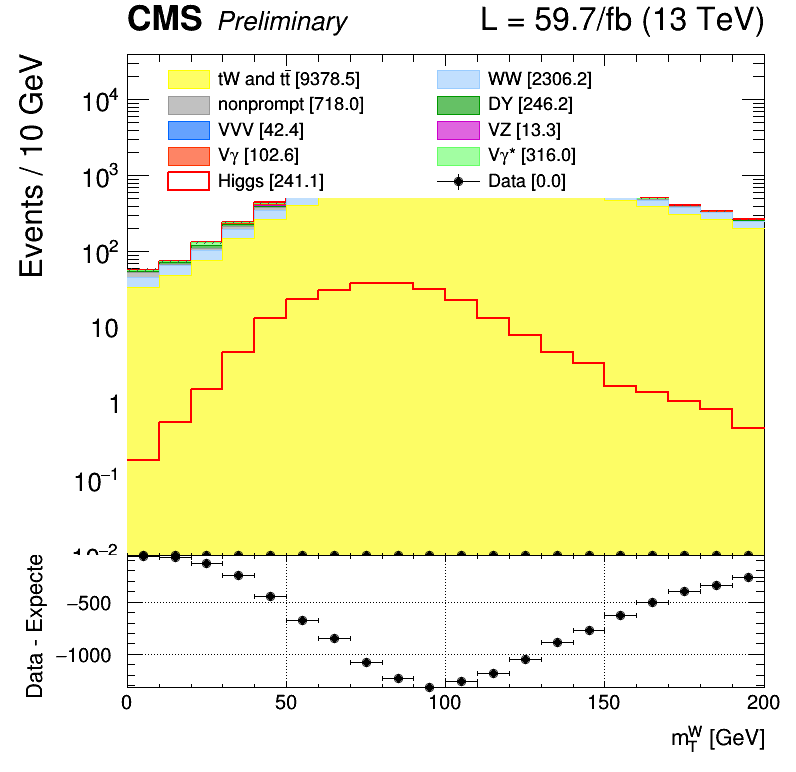 CMS Preliminary L = 59.7/fb (13 TeV)
Events / 10 GeV
tW and tt̄ [9378.5] WW [2306.2]
nonprompt [718.0] DY [246.2]
VVV [42.4] VZ [13.3]
Vγ [102.6] Vγ* [316.0]
Higgs [241.1] Data [0.0]
10⁴
10³
10²
10
1
10⁻¹
10⁻²
Data - Expecte
−500
−1000
0 50 100 150 200
m_T^W [GeV]